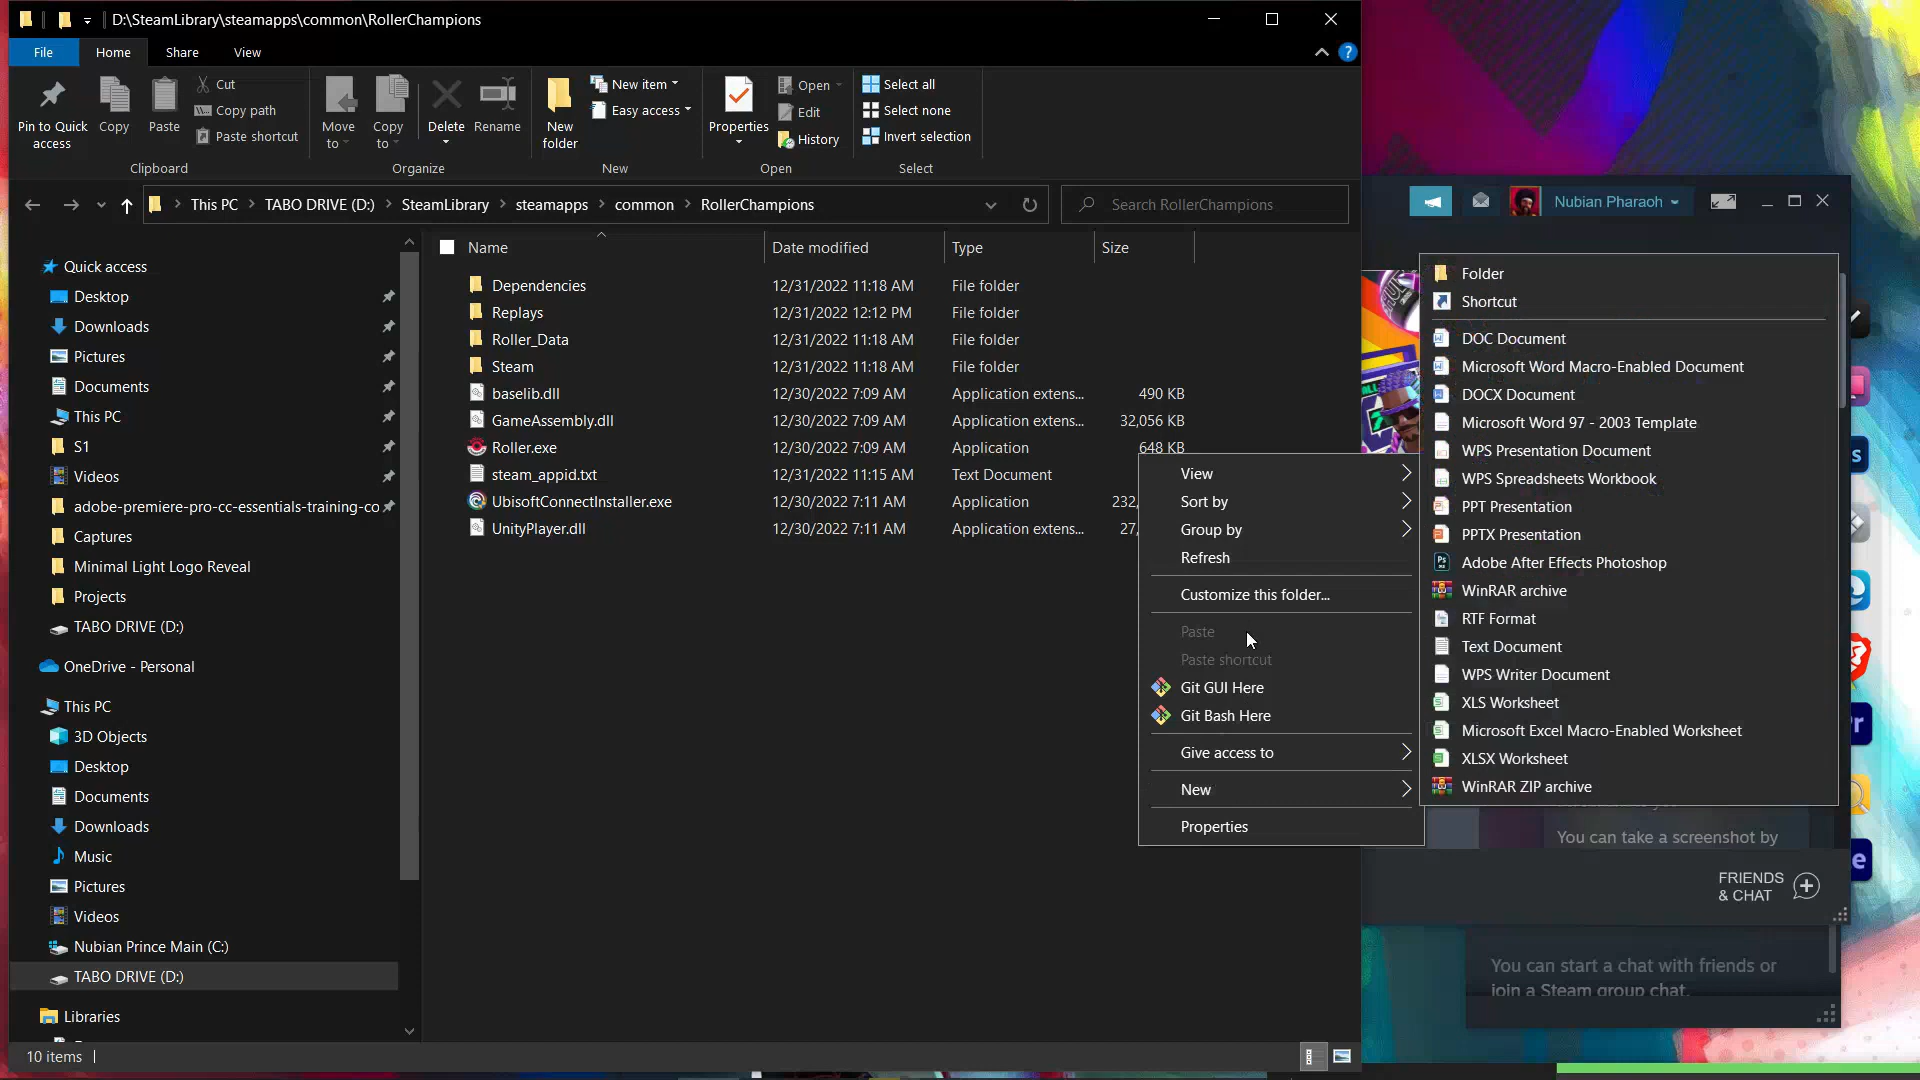 D:\SteamLibrary\steamapps\common\RollerChampions
File
Home
Share
View
Pin to Quick access
Copy
Paste
Cut
Copy path
Paste shortcut
Clipboard
Move to
Copy to
Delete
Rename
Organize
New folder
New item
Easy access
New
Properties
Open
Edit
History
Open
Select all
Select none
Invert selection
Select
This PC
TABO DRIVE (D:)
SteamLibrary
steamapps
common
RollerChampions
Search RollerChampions
Nubian Pharaoh
Quick access
Desktop
Downloads
Pictures
Documents
This PC
S1
Videos
adobe-premiere-pro-cc-essentials-training-co
Captures
Minimal Light Logo Reveal
Projects
TABO DRIVE (D:)
OneDrive - Personal
This PC
3D Objects
Desktop
Documents
Downloads
Music
Pictures
Videos
Nubian Prince Main (C:)
TABO DRIVE (D:)
Libraries
Name Date modified Type Size
Dependencies 12/31/2022 11:18 AM File folder
Replays 12/31/2022 12:12 PM File folder
Roller_Data 12/31/2022 11:18 AM File folder
Steam 12/31/2022 11:18 AM File folder
baselib.dll 12/30/2022 7:09 AM Application extens... 490 KB
GameAssembly.dll 12/30/2022 7:09 AM Application extens... 32,056 KB
Roller.exe 12/30/2022 7:09 AM Application 648 KB
steam_appid.txt 12/31/2022 11:15 AM Text Document
UbisoftConnectInstaller.exe 12/30/2022 7:11 AM Application 232,
UnityPlayer.dll 12/30/2022 7:11 AM Application extens... 27,
View
Sort by
Group by
Refresh
Customize this folder...
Paste
Paste shortcut
Git GUI Here
Git Bash Here
Give access to
New
Properties
Folder
Shortcut
DOC Document
Microsoft Word Macro-Enabled Document
DOCX Document
Microsoft Word 97 - 2003 Template
WPS Presentation Document
WPS Spreadsheets Workbook
PPT Presentation
PPTX Presentation
Adobe After Effects Photoshop
WinRAR archive
RTF Format
Text Document
WPS Writer Document
XLS Worksheet
Microsoft Excel Macro-Enabled Worksheet
XLSX Worksheet
WinRAR ZIP archive
You can take a screenshot by
FRIENDS
& CHAT
You can start a chat with friends or
join a Steam group chat.
10 items